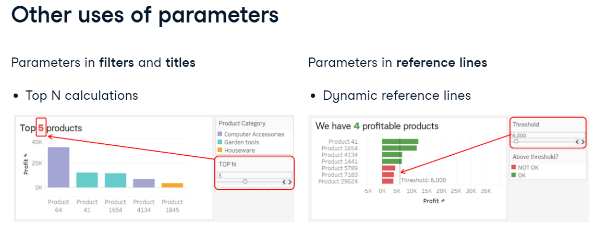 Other uses of parameters
Parameters in filters and titles
• Top N calculations
Top 5 products
Profit
40K
20K
0K
Product 64
Product 41
Product 1654
Product 4134
Product 1845
Product Category
Computer Accessories
Garden tools
Houseware
TOP N
5
Parameters in reference lines
• Dynamic reference lines
We have 4 profitable products
Product 41
Product 1654
Product 4134
Product 1441
Product 5789
Product 7183
Product 29624
Threshold: 6,000
-5K 0K 5K 10K 15K 20K 25K 30K 35K
Profit
Threshold
6,000
Above threshold?
NOT OK
OK